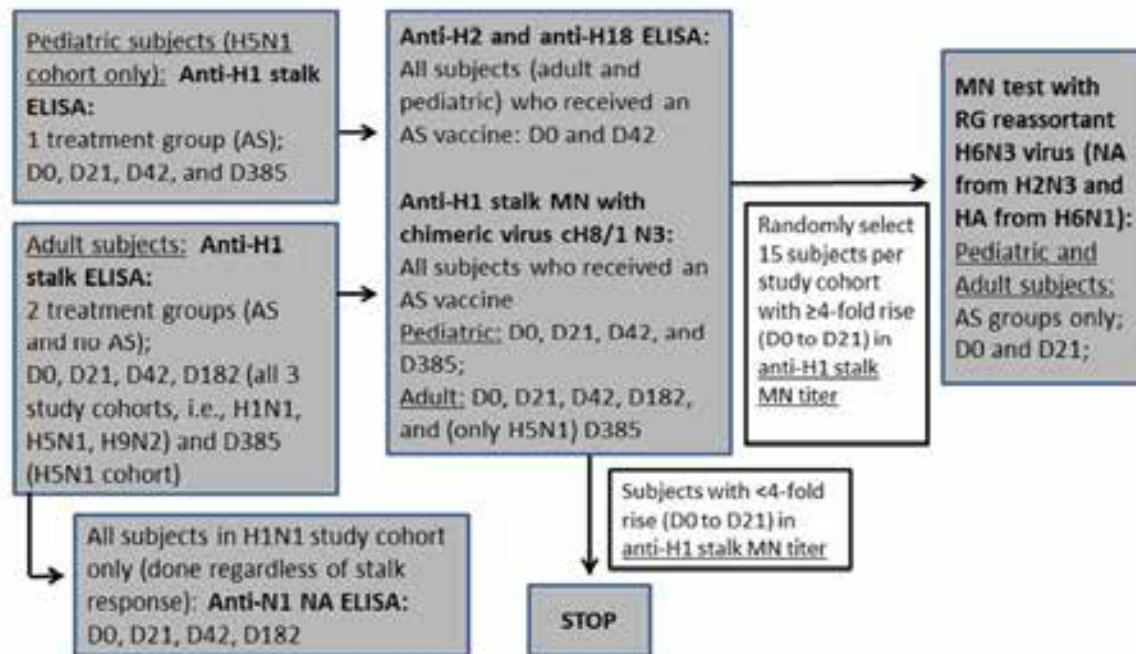 Pediatric subjects (H5N1
cohort only): Anti-H1 stalk
ELISA:
1 treatment group (AS);
D0, D21, D42, and D385
Adult subjects: Anti-H1
stalk ELISA:
2 treatment groups (AS
and no AS);
D0, D21, D42, D182 (all 3
study cohorts, i.e., H1N1,
H5N1, H9N2) and D385
(H5N1 cohort)
All subjects in H1N1 study cohort
only (done regardless of stalk
response): Anti-N1 NA ELISA:
D0, D21, D42, D182
Anti-H2 and anti-H18 ELISA:
All subjects (adult and
pediatric) who received an
AS vaccine: D0 and D42
Anti-H1 stalk MN with
chimeric virus cH8/1 N3:
All subjects who received an
AS vaccine
Pediatric: D0, D21, D42, and
D385;
Adult: D0, D21, D42, D182,
and (only H5N1) D385
Subjects with <4-fold
rise (D0 to D21) in
anti-H1 stalk MN titer
STOP
Randomly select
15 subjects per
study cohort
with ≥4-fold rise
(D0 to D21) in
anti-H1 stalk
MN titer
MN test with
RG reassortant
H6N3 virus (NA
from H2N3 and
HA from H6N1):
Pediatric and
Adult subjects:
AS groups only;
D0 and D21;